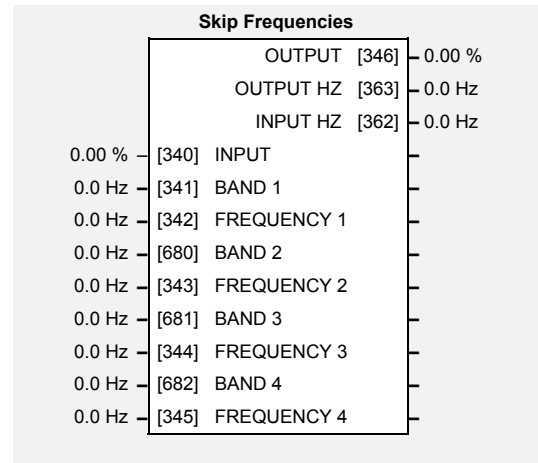 Skip Frequencies
OUTPUT [346] – 0.00 %
OUTPUT HZ [363] – 0.0 Hz
INPUT HZ [362] – 0.0 Hz
0.00 % – [340] INPUT –
0.0 Hz – [341] BAND 1 –
0.0 Hz – [342] FREQUENCY 1 –
0.0 Hz – [680] BAND 2 –
0.0 Hz – [343] FREQUENCY 2 –
0.0 Hz – [681] BAND 3 –
0.0 Hz – [344] FREQUENCY 3 –
0.0 Hz – [682] BAND 4 –
0.0 Hz – [345] FREQUENCY 4 –